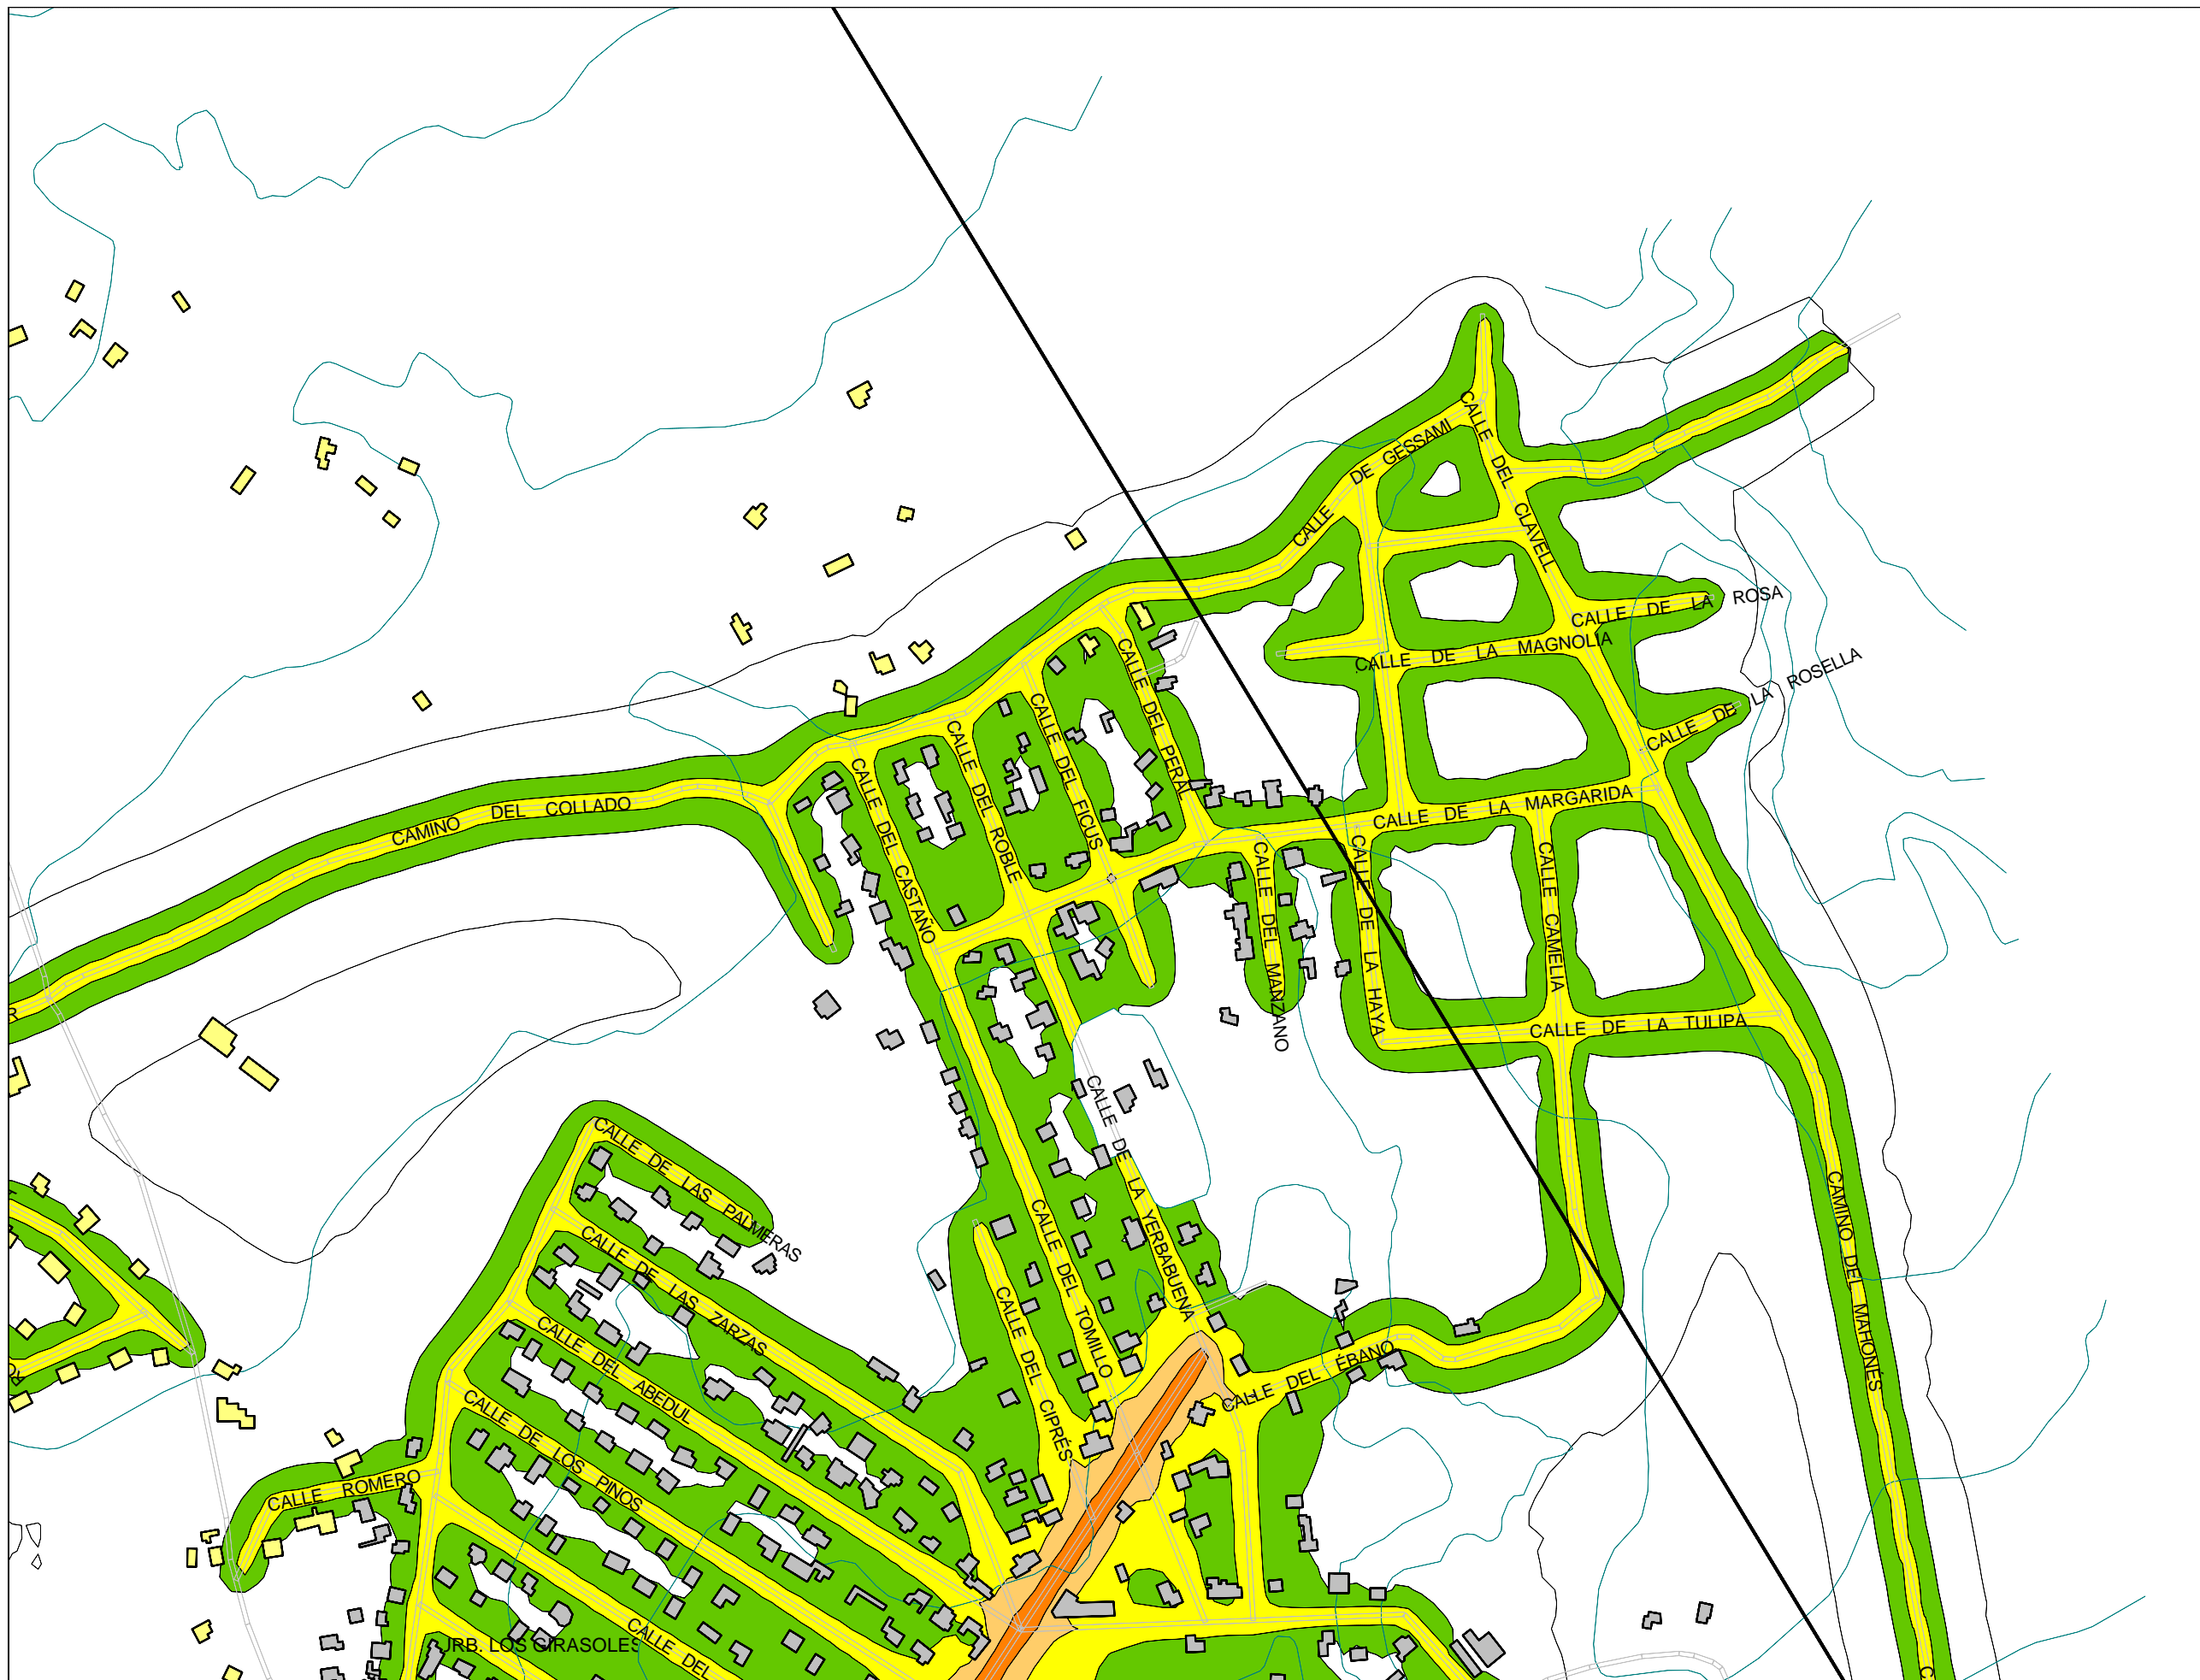 CALLE DE GESSAMI
CALLE DEL CLAVELL
CALLE DE LA ROSA
CALLE DE LA MAGNOLIA
CALLE DE LA ROSELLA
CALLE DEL PERAL
CALLE DEL FICUS
CALLE DEL ROBLE
CALLE DEL CASTAÑO
CAMINO DEL COLLADO
CALLE DE LA MARGARIDA
CALLE DEL MANZANO
CALLE DE LA HAYA
CALLE CAMELIA
CALLE DE LA TULIPA
R
CALLE DE LA YERBABUENA
CALLE DE LAS PALMERAS
CALLE DE LAS ZARZAS
CALLE DEL TOMILLO
CAMINO DEL MAHONÉS
CALLE DEL CIPRÉS
CALLE DEL ABEDUL
CALLE DEL ÉBANO
CALLE DE LOS PINOS
CALLE ROMERO
URB. LOS GIRASOLES
CALLE DEL
C